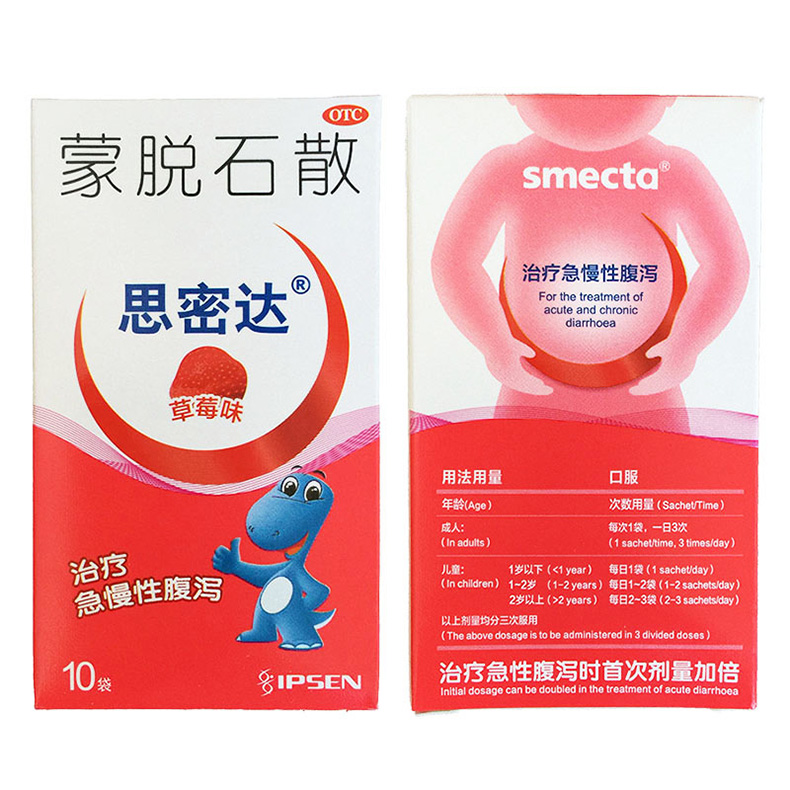 OTC
蒙脱石散
思密达®
草莓味
治疗
急慢性腹泻
10袋
IPSEN
smecta®
治疗急慢性腹泻
For the treatment of
acute and chronic
diarrhoea
用法用量 口服
年龄(Age) 次数用量(Sachet/Time)
成人: 每次1袋，一日3次
(In adults) (1 sachet/time, 3 times/day)
儿童: 1岁以下(<1 year) 每日1袋(1 sachet/day)
(In children) 1~2岁 (1-2 years) 每日1~2袋(1-2 sachets/day)
2岁以上(>2 years) 每日2~3袋(2-3 sachets/day)
以上剂量均分三次服用
(The above dosage is to be administered in 3 divided doses)
治疗急性腹泻时首次剂量加倍
Initial dosage can be doubled in the treatment of acute diarrhoea